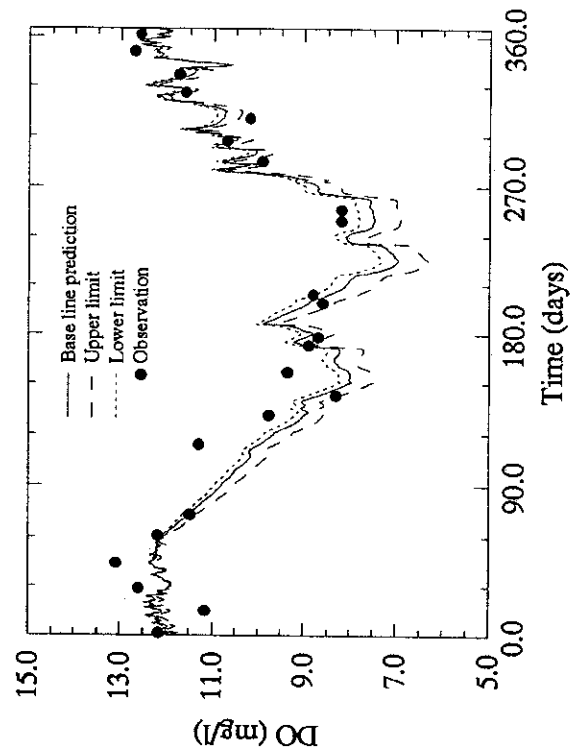 15.0
13.0
11.0
9.0
7.0
5.0
DO (mg/l)
Base line prediction
Upper limit
Lower limit
Observation
0.0
90.0
180.0
270.0
360.0
Time (days)